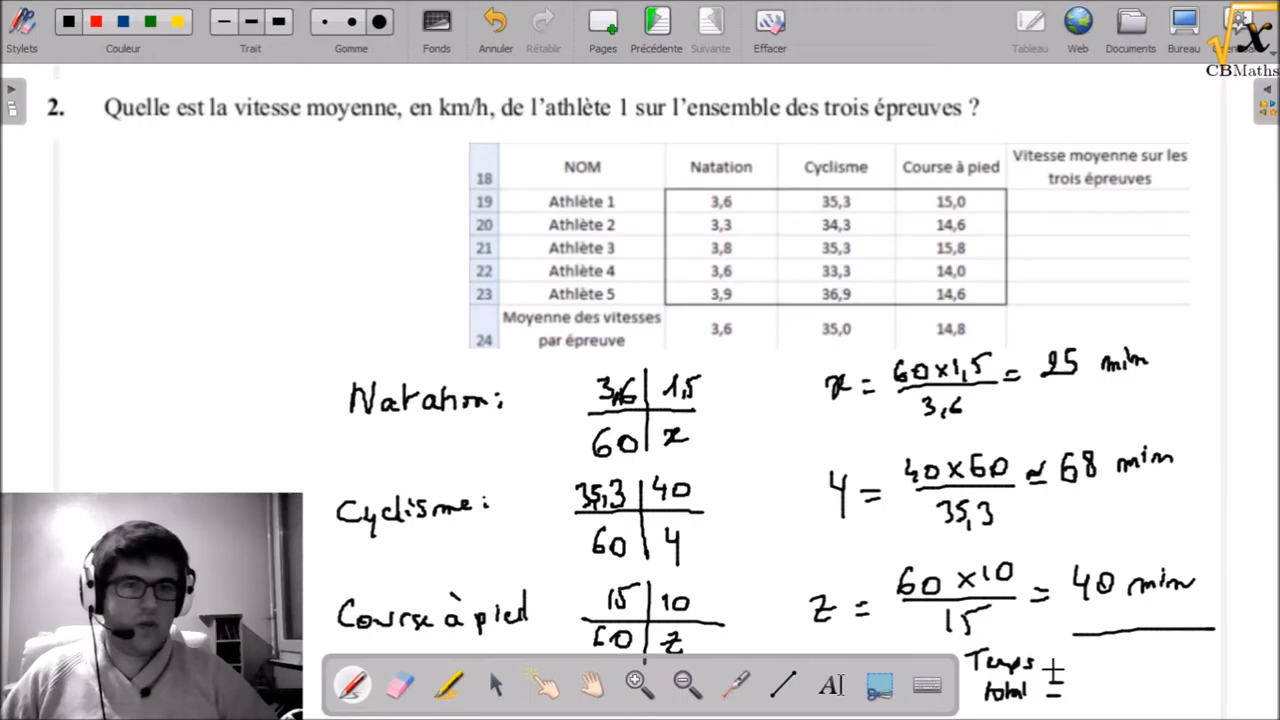 Stylets Couleur Trait Gomme Fonds Annuler Rétablir Pages Précédente Suivante Effacer Tableau Web Documents Bureau
CBMaths
2. Quelle est la vitesse moyenne, en km/h, de l’athlète 1 sur l’ensemble des trois épreuves ?
18 NOM Natation Cyclisme Course à pied Vitesse moyenne sur les
trois épreuves
19 Athlète 1 3,6 35,3 15,0
20 Athlète 2 3,3 34,3 14,6
21 Athlète 3 3,8 35,3 15,8
22 Athlète 4 3,6 33,3 14,0
23 Athlète 5 3,9 36,9 14,6
Moyenne des vitesses
24 par épreuve 3,6 35,0 14,8
Natation : 3,6 1,5
60 x
x = 60 x 1,5 = 25 min
3,6
Cyclisme : 35,3 40
60 y
y = 40 x 60 ≃ 68 min
35,3
Course à pied 15 10
60 z
z = 60 x 10 = 40 min
15
Temps
total =
AI